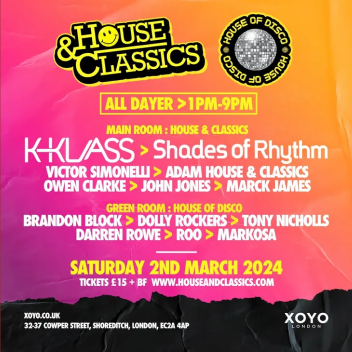 HOUSE
& CLASSICS
HOUSE OF DISCO
HOUSE OF DISCO
ALL DAYER > 1PM-9PM
MAIN ROOM : HOUSE & CLASSICS
K-KLASS > Shades of Rhythm
VICTOR SIMONELLI > ADAM HOUSE & CLASSICS
OWEN CLARKE > JOHN JONES > MARCK JAMES
GREEN ROOM : HOUSE OF DISCO
BRANDON BLOCK > DOLLY ROCKERS > TONY NICHOLLS
DARREN ROWE > ROO > MARKOSA
SATURDAY 2ND MARCH 2024
TICKETS £15 + BF WWW.HOUSEANDCLASSICS.COM
XOYO.CO.UK
32-37 COWPER STREET, SHOREDITCH, LONDON, EC2A 4AP
XOYO
LONDON